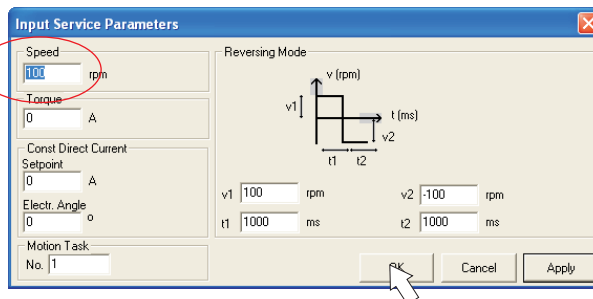 Input Service Parameters
Speed
100 rpm
Torque
0 A
Const Direct Current
Setpoint
0 A
Electr. Angle
0 o
Motion Task
No. 1
Reversing Mode
v (rpm)
v1
t (ms)
v2
t1 t2
v1 100 rpm v2 -100 rpm
t1 1000 ms t2 1000 ms
OK Cancel Apply